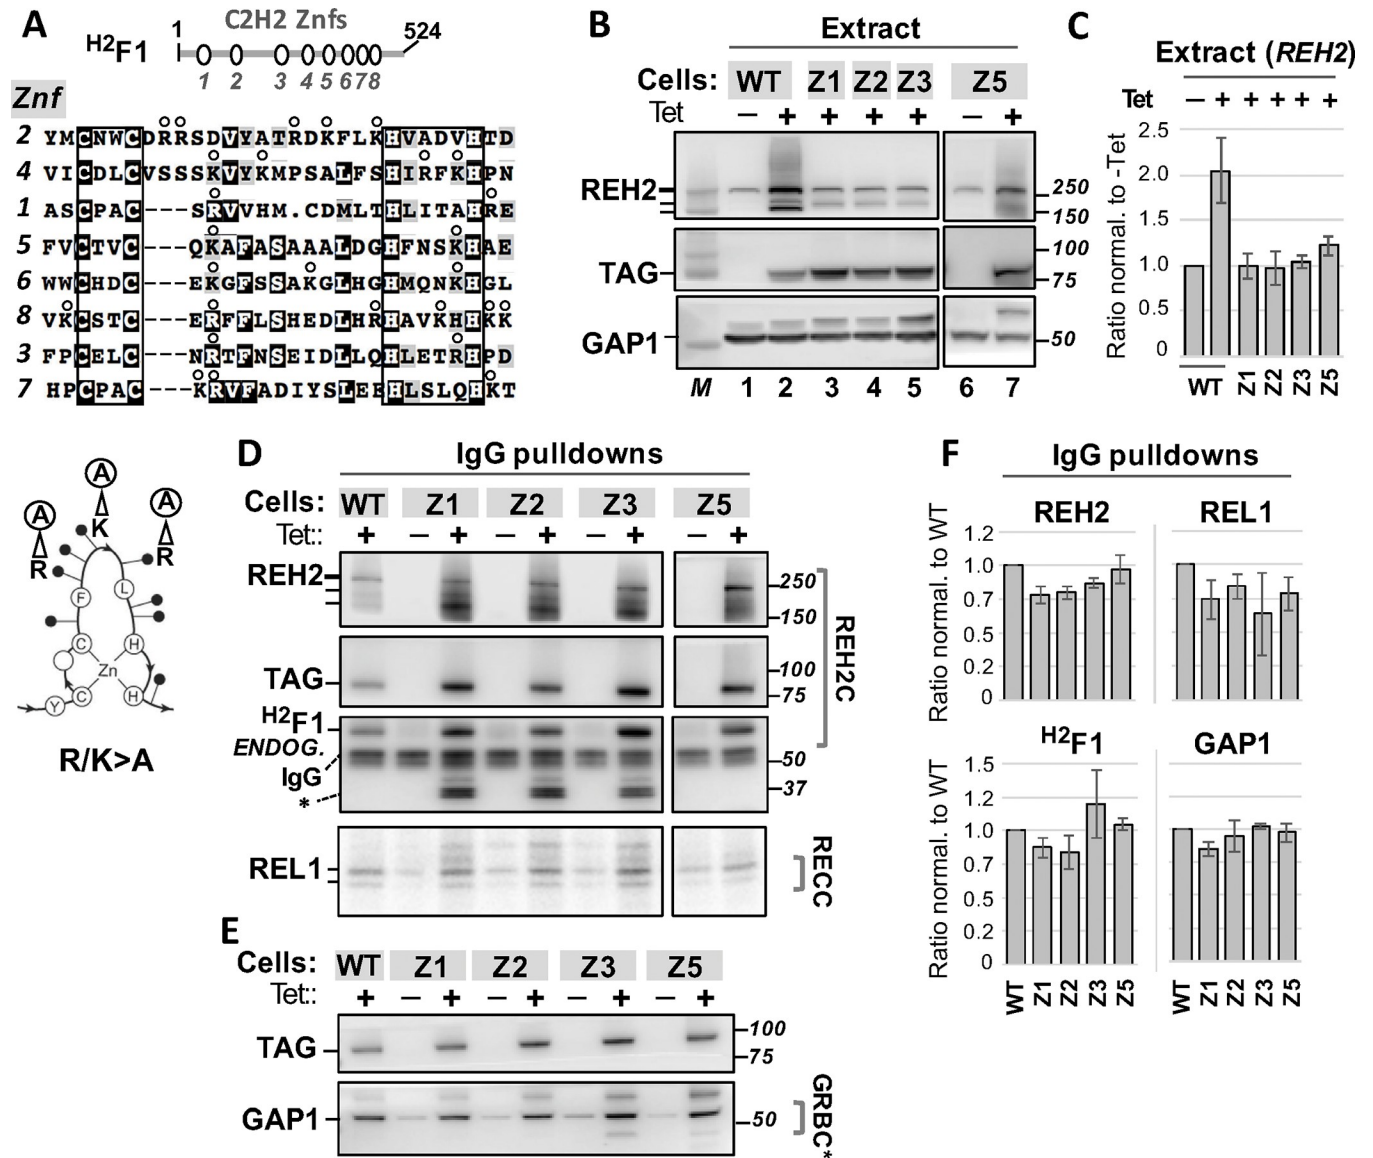 A
H2F1
1
C2H2 Znfs
524
1 2 3 4 5 6 7 8
Znf
2 YMCNWCDRRSDVYATRDKFLKHVADVHTD
4 VICDLCVSSSKVYKMPSALFSHIRFKHPN
1 ASCPAC---SRVVHM.CDMLTHLITAHRE
5 FVCTVC---QKAFASAAALDGHFNSKHAE
6 WWCHDC---EKGFSSAKGLHGHMQNKHGL
8 VKCSTC---ERFFLSHEDLHRHAVKHHKK
3 FPCELC---NRTFNSEIDLLQHLETRHPD
7 HPCPAC---KRVFADIYSLEEHLSLQHKT
A A A
R K R
F L
C H
Zn
Y C H
R/K>A
B
Extract
Cells: WT Z1 Z2 Z3 Z5
Tet — + + + + — +
REH2
250
150
TAG
100
75
GAP1
50
M 1 2 3 4 5 6 7
C
Extract (REH2)
Tet — + + + + +
Ratio normal. to -Tet
2.5
2.0
1.5
1.0
0.5
0
WT Z1 Z2 Z3 Z5
D
IgG pulldowns
Cells: WT Z1 Z2 Z3 Z5
Tet:: + — + — + — + — +
REH2
250
150
TAG
100
75
H2F1
ENDOG.
IgG
*
50
37
REH2C
REL1
RECC
E
Cells: WT Z1 Z2 Z3 Z5
Tet:: + — + — + — + — +
TAG
100
75
GAP1
50
GRBC*
F
IgG pulldowns
REH2 REL1
Ratio normal. to WT
1.2
1.0
0.7
0.5
0.2
0
H2F1 GAP1
Ratio normal. to WT
1.5
1.2
1.0
0.7
0.5
0.2
0
WT Z1 Z2 Z3 Z5 WT Z1 Z2 Z3 Z5